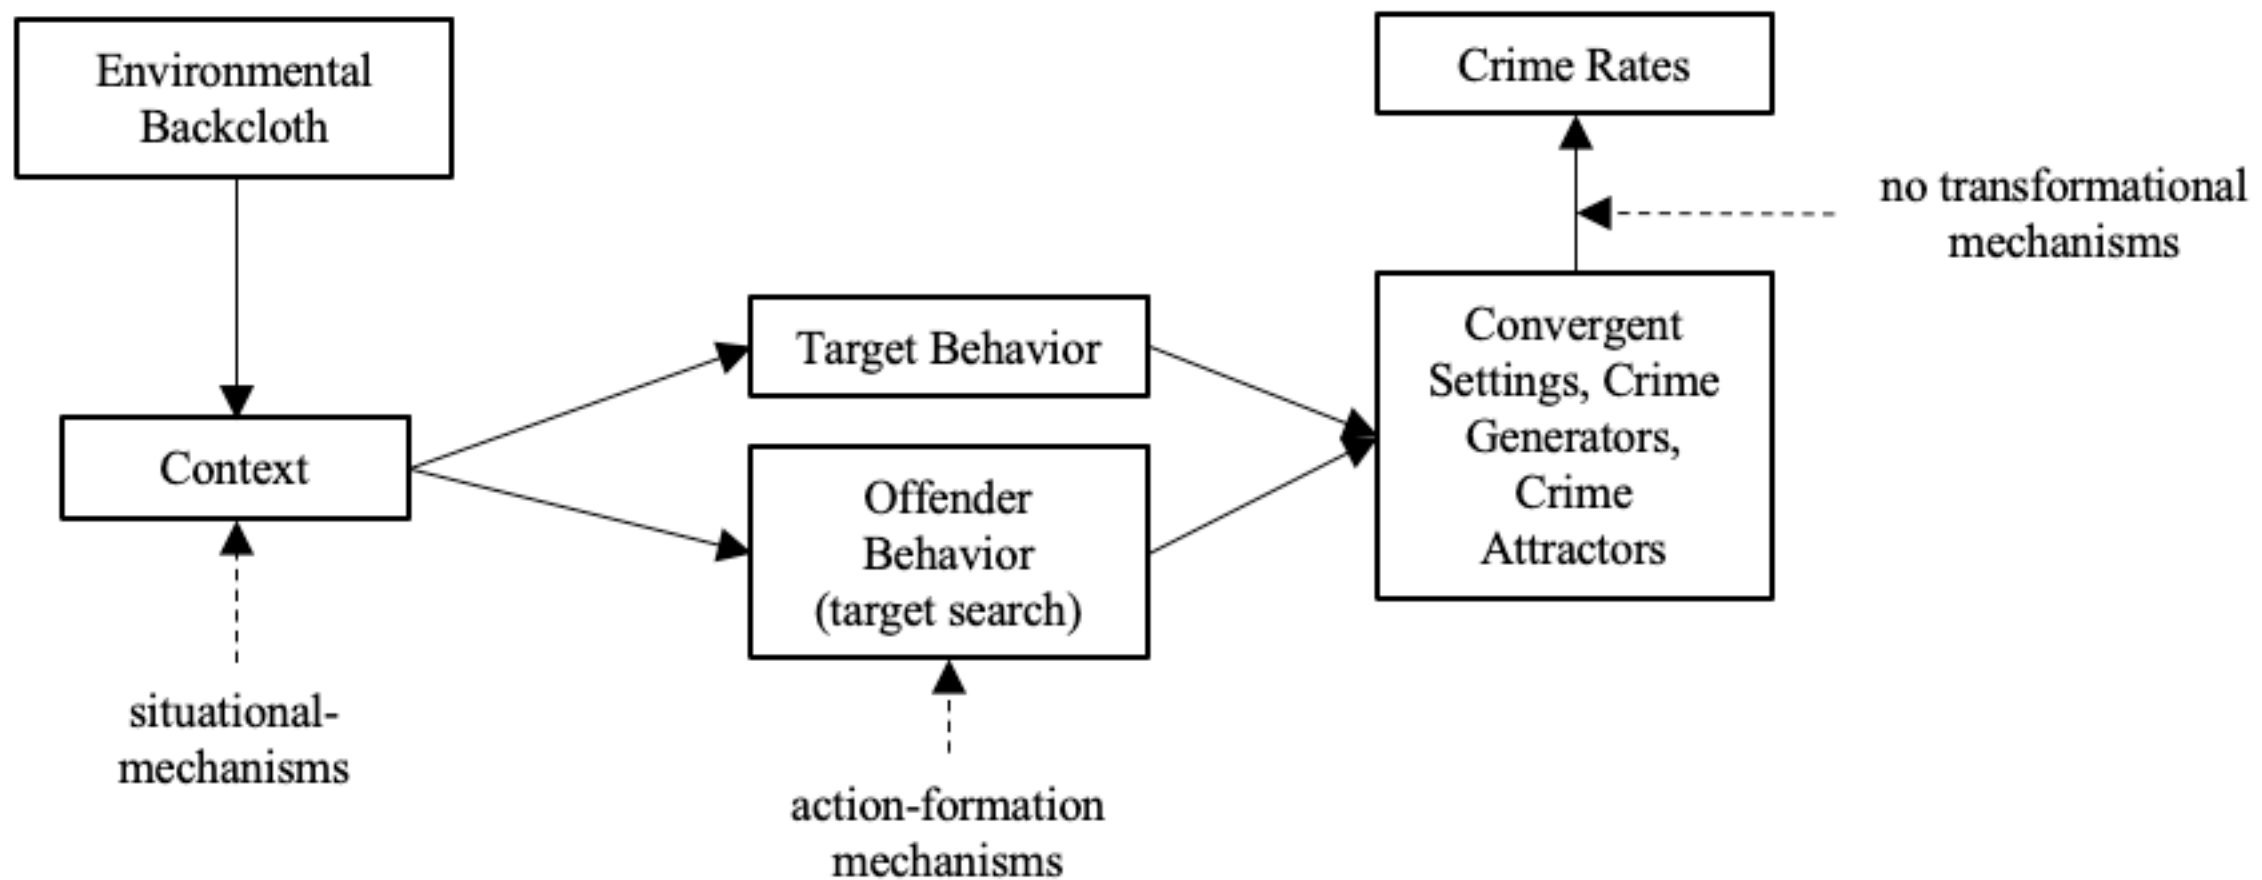 Environmental
Backcloth
Crime Rates
no transformational
mechanisms
Target Behavior
Convergent
Settings, Crime
Generators,
Crime
Attractors
Context
Offender
Behavior
(target search)
situational-
mechanisms
action-formation
mechanisms